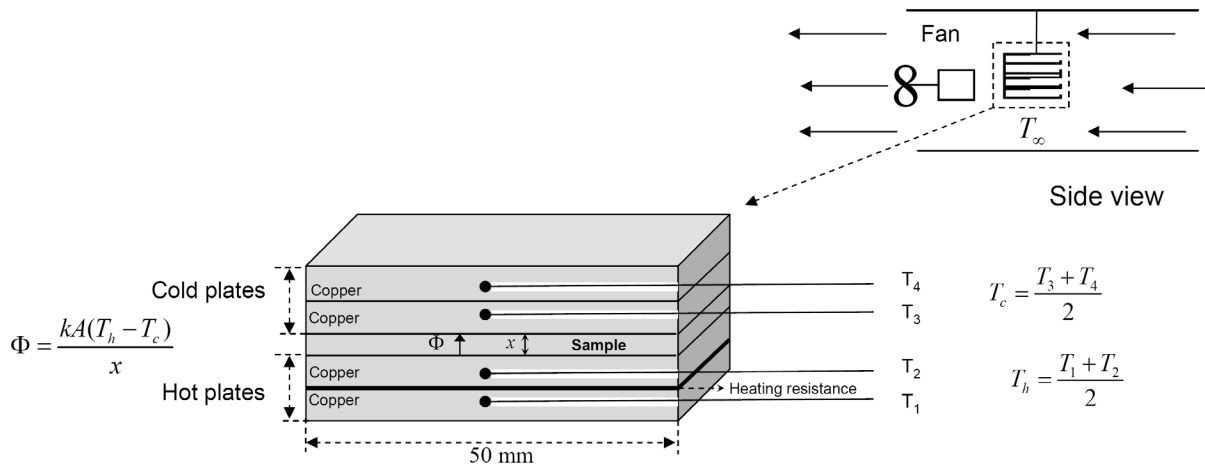 Fan
T∞
Side view
Cold plates
Copper
T4
Tc = (T3 + T4) / 2
Copper
T3
Φ = kA(Th − Tc) / x
Φ
x
Sample
Hot plates
Copper
T2
Heating resistance
Th = (T1 + T2) / 2
Copper
T1
50 mm